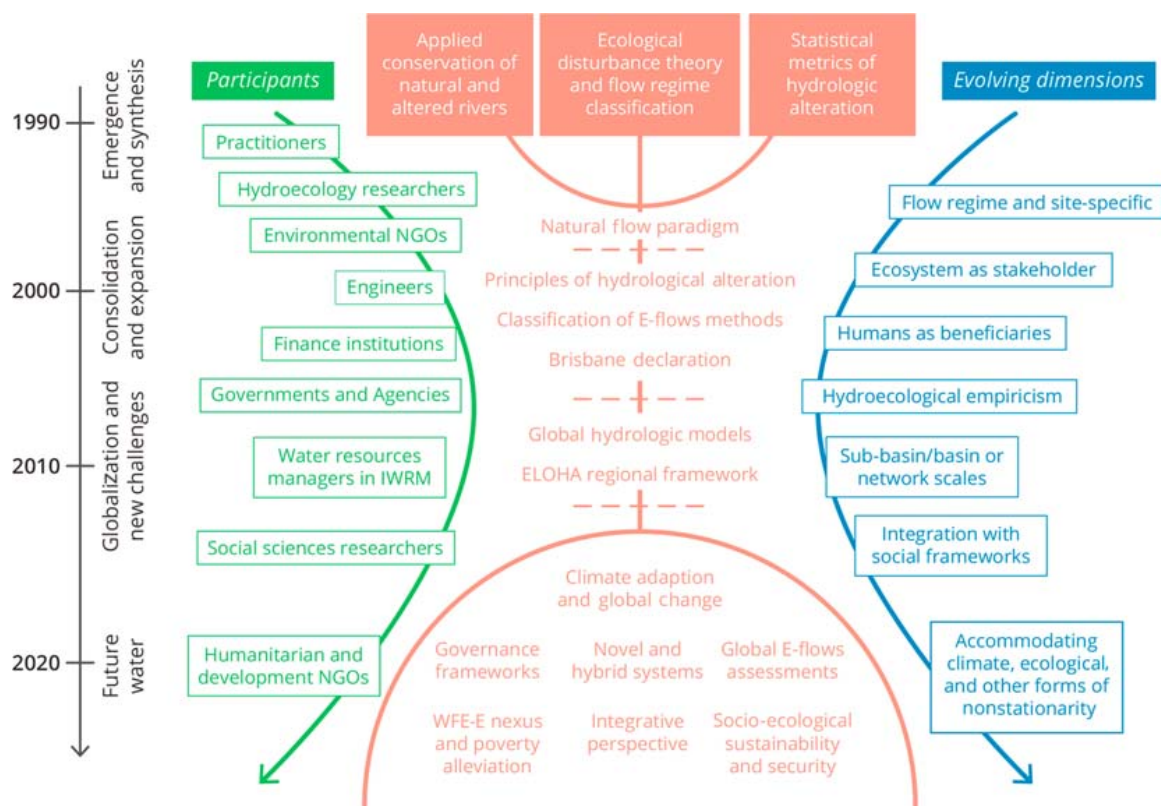 Applied
conservation of
natural and
altered rivers
Ecological
disturbance theory
and flow regime
classification
Statistical
metrics of
hydrologic
alteration
Participants
Evolving dimensions
1990
2000
2010
2020
Emergence
and synthesis
Consolidation
and expansion
Globalization and
new challenges
Future
water
Practitioners
Hydroecology researchers
Environmental NGOs
Engineers
Finance institutions
Governments and Agencies
Water resources
managers in IWRM
Social sciences researchers
Humanitarian and
development NGOs
Natural flow paradigm
Principles of hydrological alteration
Classification of E-flows methods
Brisbane declaration
Global hydrologic models
ELOHA regional framework
Climate adaption
and global change
Governance
frameworks
Novel and
hybrid systems
Global E-flows
assessments
WFE-E nexus
and poverty
alleviation
Integrative
perspective
Socio-ecological
sustainability
and security
Flow regime and site-specific
Ecosystem as stakeholder
Humans as beneficiaries
Hydroecological empiricism
Sub-basin/basin or
network scales
Integration with
social frameworks
Accommodating
climate, ecological,
and other forms of
nonstationarity